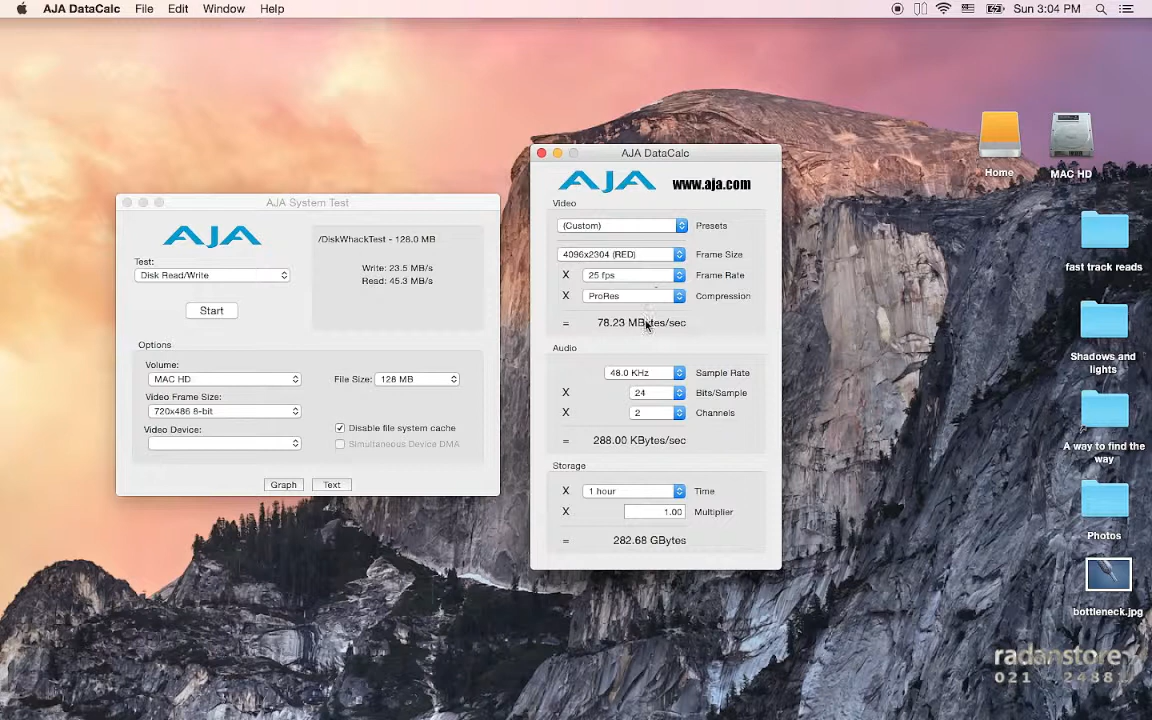 AJA DataCalc File Edit Window Help
Sun 3:04 PM
Home
MAC HD
fast track reads
Shadows and
lights
A way to find the
way
Photos
bottleneck.jpg
radanstore
021 - 24381
AJA System Test
AJA
Test:
Disk Read/Write
Start
/DiskWhackTest - 128.0 MB
Write: 23.5 MB/s
Read: 45.3 MB/s
Options
Volume:
MAC HD
File Size: 128 MB
Video Frame Size:
720x486 8-bit
Video Device:
Disable file system cache
Simultaneous Device DMA
Graph Text
AJA DataCalc
AJA www.aja.com
Video
(Custom) Presets
4096x2304 (RED) Frame Size
X 25 fps Frame Rate
X ProRes Compression
= 78.23 MBytes/sec
Audio
48.0 KHz Sample Rate
X 24 Bits/Sample
X 2 Channels
= 288.00 KBytes/sec
Storage
X 1 hour Time
X 1.00 Multiplier
= 282.68 GBytes